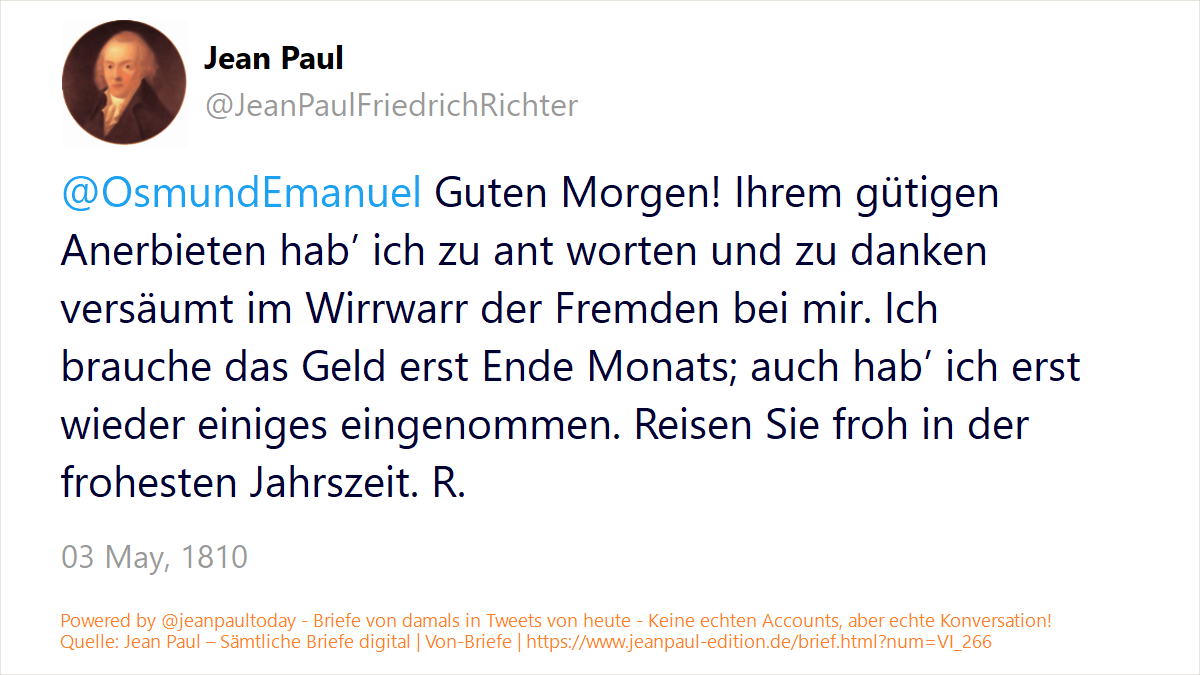 Jean Paul
@JeanPaulFriedrichRichter
@OsmundEmanuel Guten Morgen! Ihrem gütigen
Anerbieten hab’ ich zu ant worten und zu danken
versäumt im Wirrwarr der Fremden bei mir. Ich
brauche das Geld erst Ende Monats; auch hab’ ich erst
wieder einiges eingenommen. Reisen Sie froh in der
frohesten Jahrszeit. R.
03 May, 1810
Powered by @jeanpaultoday - Briefe von damals in Tweets von heute - Keine echten Accounts, aber echte Konversation!
Quelle: Jean Paul – Sämtliche Briefe digital | Von-Briefe | https://www.jeanpaul-edition.de/brief.html?num=VI_266